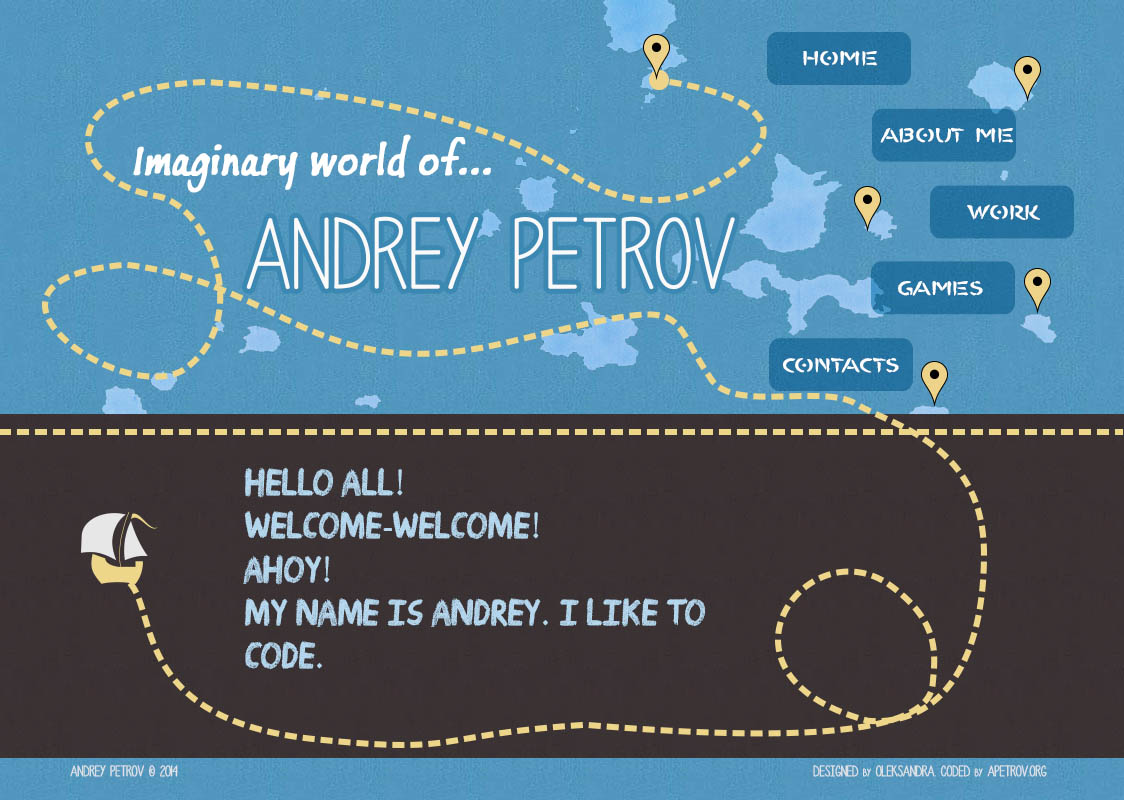 HOME
ABOUT ME
Imaginary world of...
WORK
ANDREY PETROV
GAMES
CONTACTS
HELLO ALL!
WELCOME-WELCOME!
AHOY!
MY NAME IS ANDREY. I LIKE TO
CODE.
ANDREY PETROV © 2014
DESIGNED BY OLEKSANDRA. CODED BY APETROV.ORG